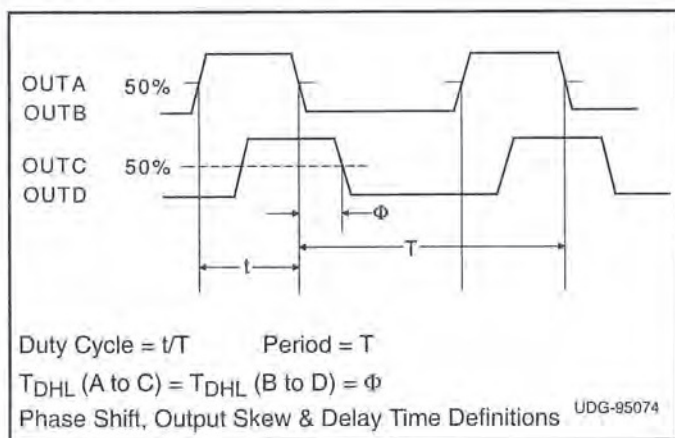 OUTA 50%
OUTB
OUTC 50%
OUTD
Φ
T
t
Duty Cycle = t/T Period = T
TDHL (A to C) = TDHL (B to D) = Φ
Phase Shift, Output Skew & Delay Time Definitions UDG-95074